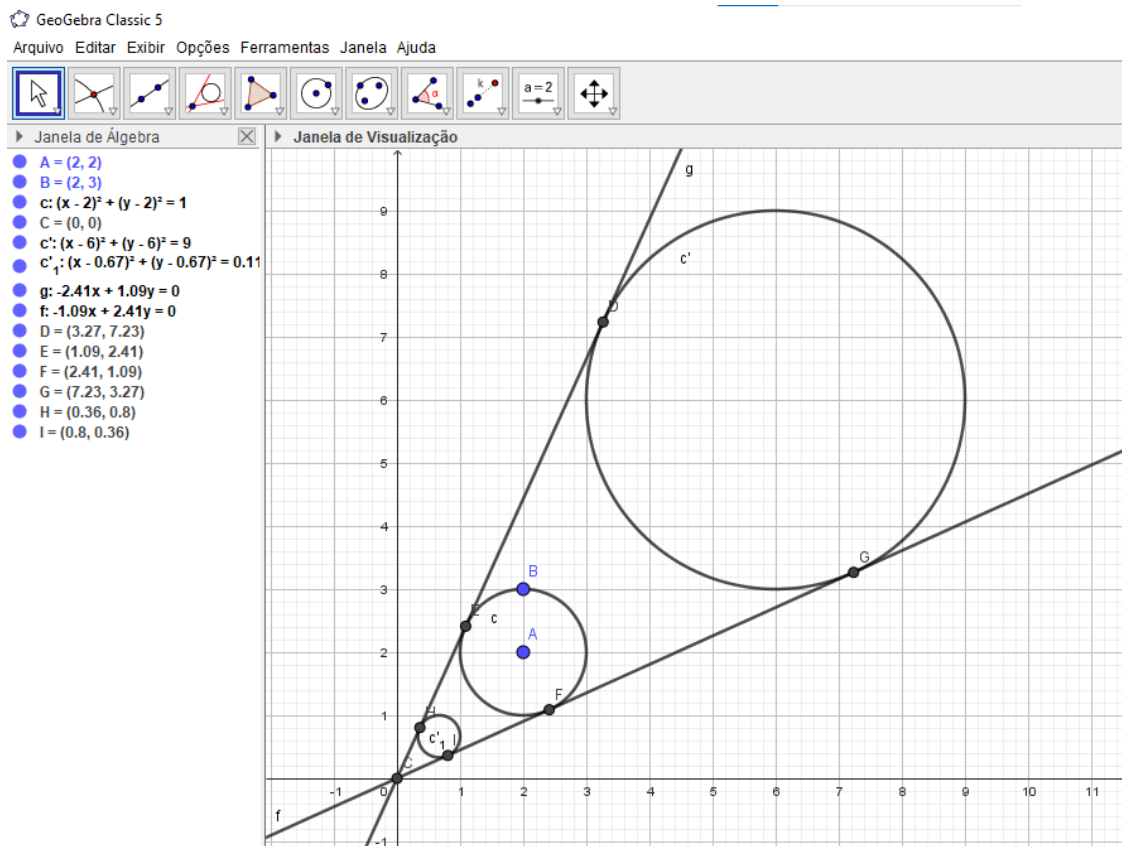 GeoGebra Classic 5
Arquivo Editar Exibir Opções Ferramentas Janela Ajuda
k
α
a=2
Janela de Álgebra
Janela de Visualização
A = (2, 2)
B = (2, 3)
c: (x - 2)² + (y - 2)² = 1
C = (0, 0)
c': (x - 6)² + (y - 6)² = 9
c'₁: (x - 0.67)² + (y - 0.67)² = 0.11
g: -2.41x + 1.09y = 0
f: -1.09x + 2.41y = 0
D = (3.27, 7.23)
E = (1.09, 2.41)
F = (2.41, 1.09)
G = (7.23, 3.27)
H = (0.36, 0.8)
I = (0.8, 0.36)
g
9
c'
8
D
7
6
5
4
G
3
B
E
c
2
A
F
1
H
c'₁
I
C
-1
0
1
2
3
4
5
6
7
8
9
10
11
f
-1